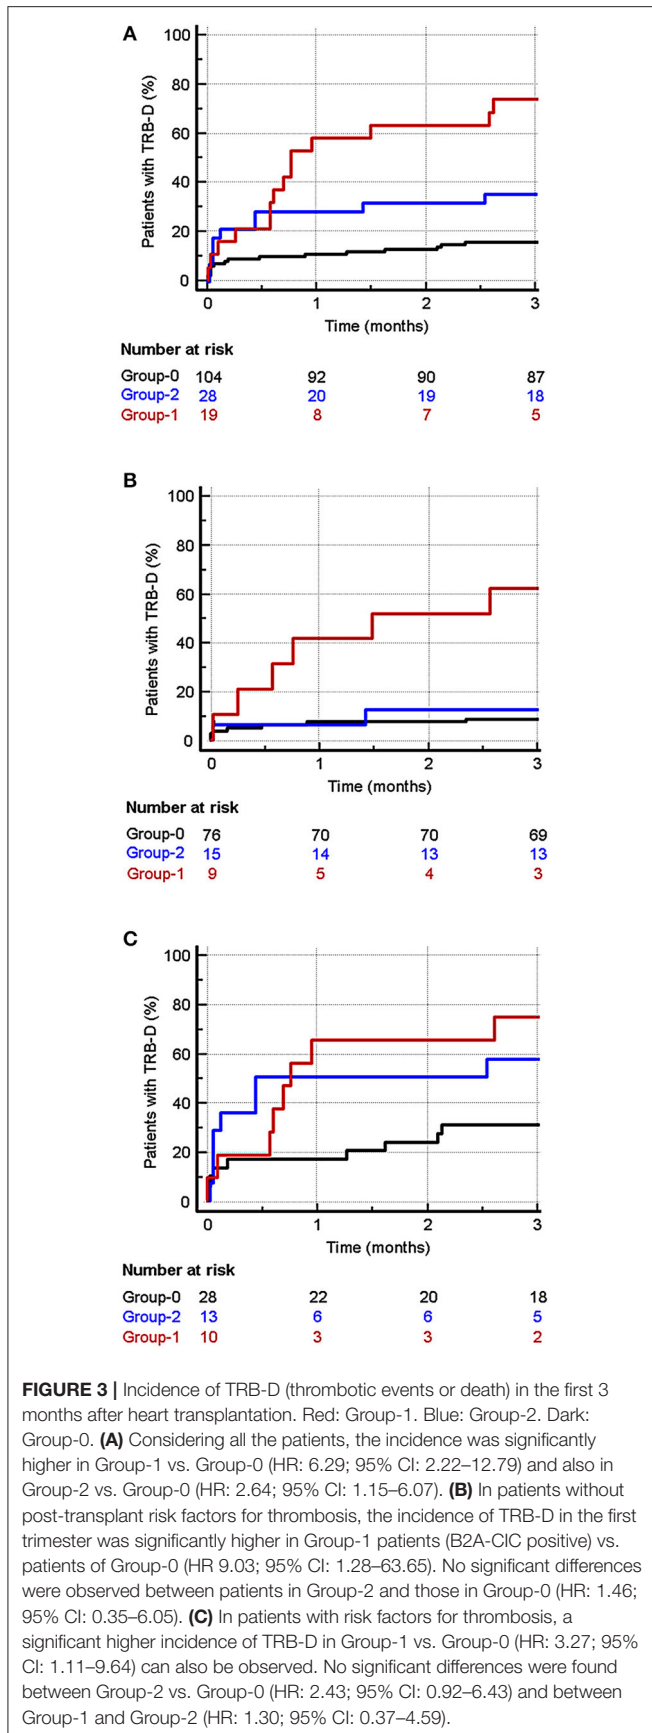 A
100
80
60
40
20
0
Patients with TRB-D (%)
0 1 2 3
Time (months)
Number at risk
Group-0 104 92 90 87
Group-2 28 20 19 18
Group-1 19 8 7 5
B
100
80
60
40
20
0
Patients with TRB-D (%)
0 1 2 3
Time (months)
Number at risk
Group-0 76 70 70 69
Group-2 15 14 13 13
Group-1 9 5 4 3
C
100
80
60
40
20
0
Patients with TRB-D (%)
0 1 2 3
Time (months)
Number at risk
Group-0 28 22 20 18
Group-2 13 6 6 5
Group-1 10 3 3 2
FIGURE 3 | Incidence of TRB-D (thrombotic events or death) in the first 3
months after heart transplantation. Red: Group-1. Blue: Group-2. Dark:
Group-0. (A) Considering all the patients, the incidence was significantly
higher in Group-1 vs. Group-0 (HR: 6.29; 95% CI: 2.22–12.79) and also in
Group-2 vs. Group-0 (HR: 2.64; 95% CI: 1.15–6.07). (B) In patients without
post-transplant risk factors for thrombosis, the incidence of TRB-D in the first
trimester was significantly higher in Group-1 patients (B2A-CIC positive) vs.
patients of Group-0 (HR 9.03; 95% CI: 1.28–63.65). No significant differences
were observed between patients in Group-2 and those in Group-0 (HR: 1.46;
95% CI: 0.35–6.05). (C) In patients with risk factors for thrombosis, a
significant higher incidence of TRB-D in Group-1 vs. Group-0 (HR: 3.27; 95%
CI: 1.11–9.64) can also be observed. No significant differences were found
between Group-2 vs. Group-0 (HR: 2.43; 95% CI: 0.92–6.43) and between
Group-1 and Group-2 (HR: 1.30; 95% CI: 0.37–4.59).